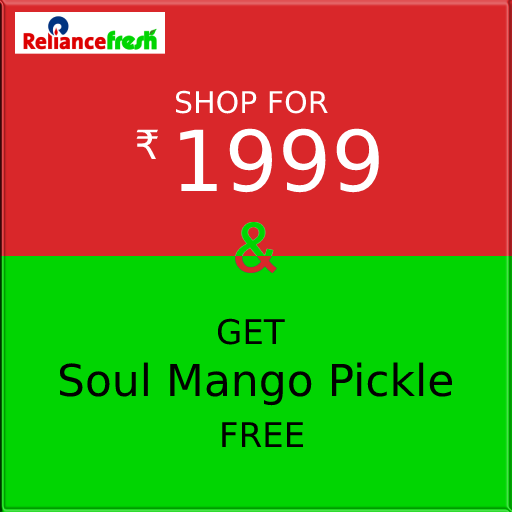 Reliancefresh
SHOP FOR
₹ 1999
&
GET
Soul Mango Pickle
FREE